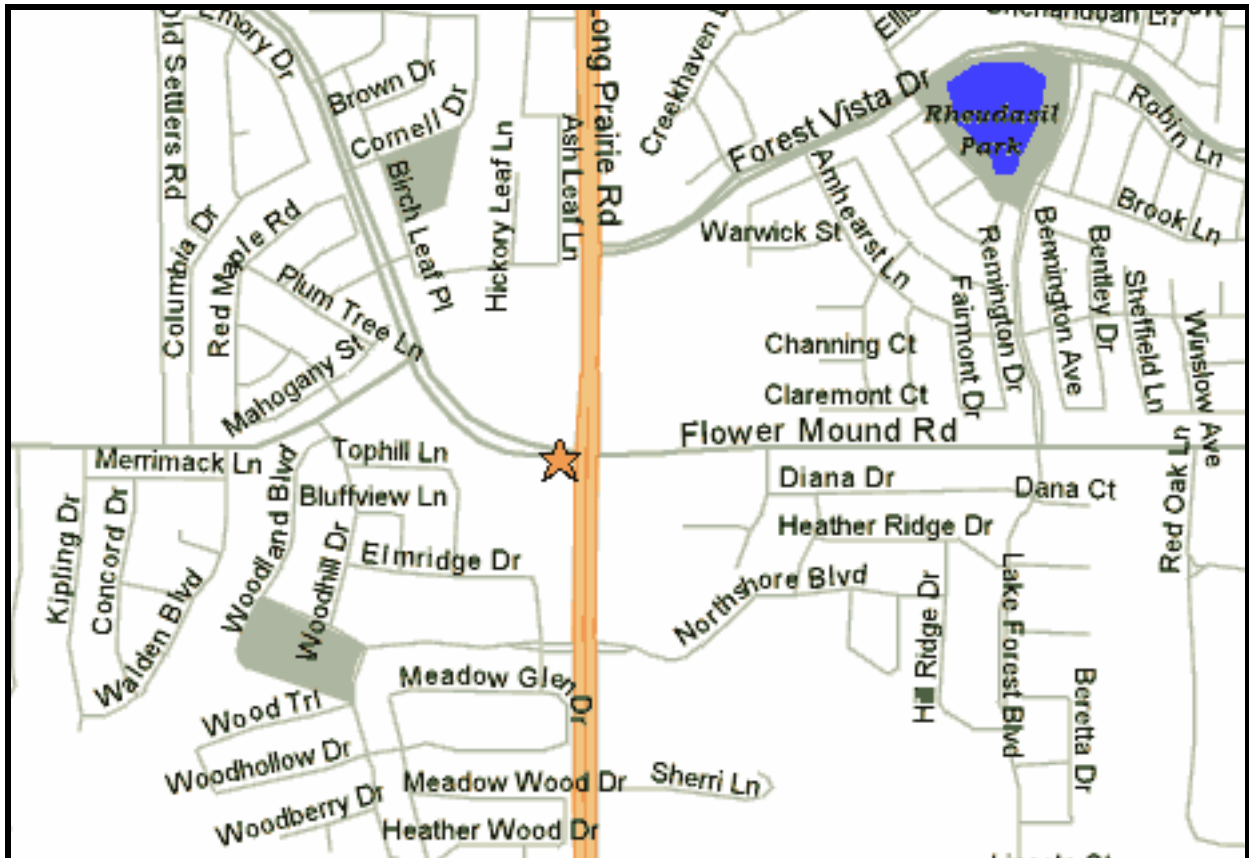 Old Settlers Rd
Emory Dr
Long Prairie Rd
Creekhaven
Brown Dr
Cornell Dr
Birch Leaf Pl
Hickory Leaf Ln
Ash Leaf Ln
Forest Vista Dr
Rheudasil
Park
Robin Ln
Brook Ln
Columbia Dr
Red Maple Rd
Plum Tree Ln
Mahogany St
Warwick St
Amhearst Ln
Remington Dr
Fairmont Dr
Bennington Ave
Bentley Dr
Sheffield Ln
Winslow Ave
Channing Ct
Claremont Ct
Flower Mound Rd
Merrimack Ln
Tophill Ln
Bluffview Ln
Woodland Blvd
Woodhill Dr
Elmridge Dr
Kipling Dr
Concord Dr
Walden Blvd
Diana Dr
Dana Ct
Heather Ridge Dr
Northshore Blvd
Hill Ridge Dr
Lake Forest Blvd
Red Oak Ln
Beretta Dr
Meadow Glen Dr
Wood Trl
Woodhollow Dr
Woodberry Dr
Meadow Wood Dr
Sherri Ln
Heather Wood Dr